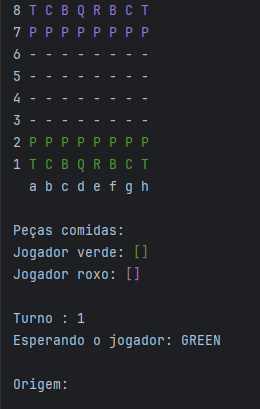 8 T C B Q R B C T
7 P P P P P P P P
6 - - - - - - - -
5 - - - - - - - -
4 - - - - - - - -
3 - - - - - - - -
2 P P P P P P P P
1 T C B Q R B C T
  a b c d e f g h
Peças comidas:
Jogador verde: []
Jogador roxo: []
Turno : 1
Esperando o jogador: GREEN
Origem: